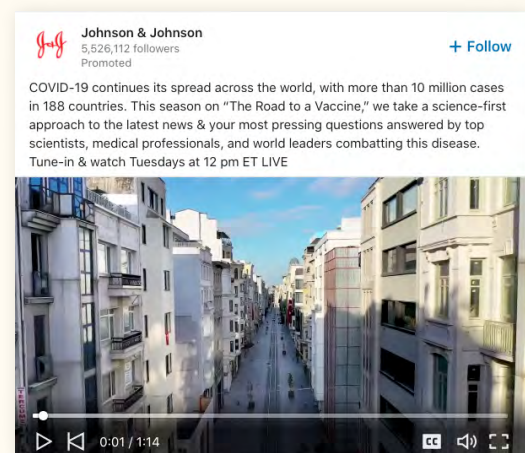 J&J
Johnson & Johnson
5,526,112 followers
Promoted
+ Follow
COVID-19 continues its spread across the world, with more than 10 million cases
in 188 countries. This season on “The Road to a Vaccine,” we take a science-first
approach to the latest news & your most pressing questions answered by top
scientists, medical professionals, and world leaders combatting this disease.
Tune-in & watch Tuesdays at 12 pm ET LIVE
0:01 / 1:14
CC